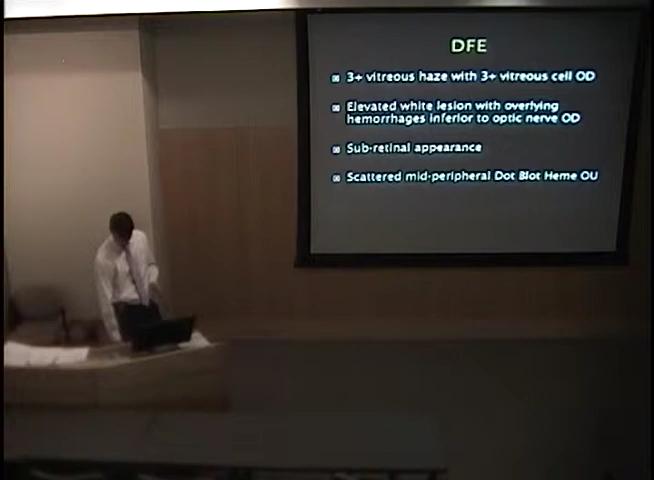 DFE
3+ vitreous haze with 3+ vitreous cell OD
Elevated white lesion with overlying
hemorrhages inferior to optic nerve OD
Sub-retinal appearance
Scattered mid-peripheral Dot Blot Heme OU